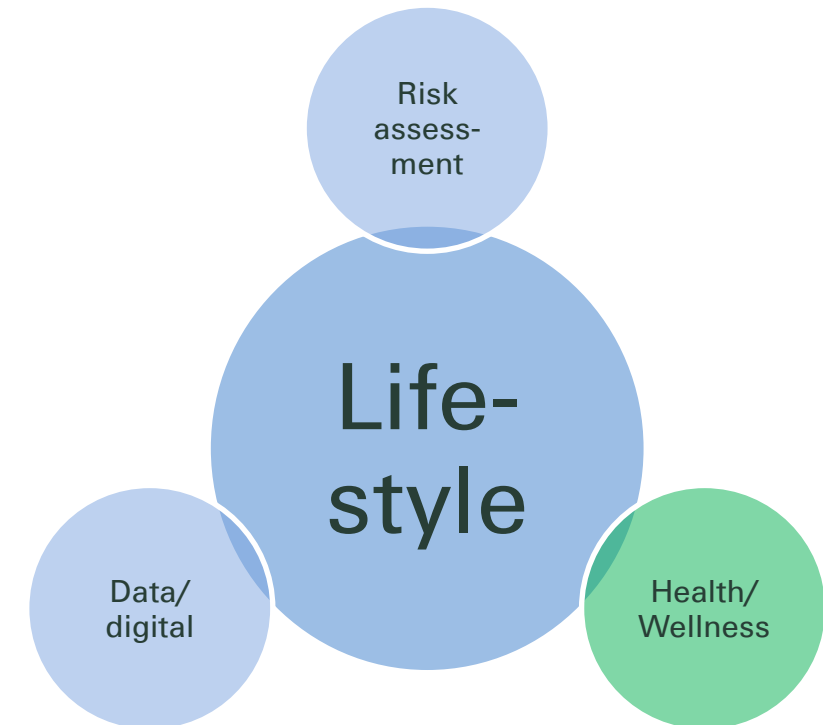 Risk
assess-
ment
Life-
style
Data/
digital
Health/
Wellness